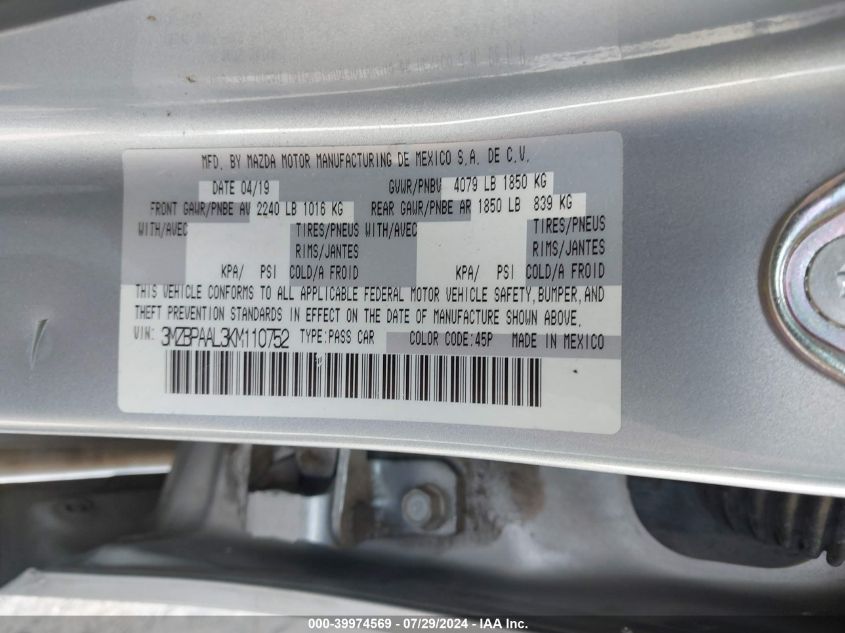 MFD. BY MAZDA MOTOR MANUFACTURING DE MEXICO S.A. DE C.V.
DATE 04/19 GVWR/PNBV 4079 LB 1850 KG
FRONT GAWR/PNBE AV 2240 LB 1016 KG REAR GAWR/PNBE AR 1850 LB 839 KG
WITH/AVEC TIRES/PNEUS WITH/AVEC TIRES/PNEUS
RIMS/JANTES RIMS/JANTES
KPA/ PSI COLD/A FROID KPA/ PSI COLD/A FROID
THIS VEHICLE CONFORMS TO ALL APPLICABLE FEDERAL MOTOR VEHICLE SAFETY, BUMPER, AND
THEFT PREVENTION STANDARDS IN EFFECT ON THE DATE OF MANUFACTURE SHOWN ABOVE.
VIN: 3MZBPAAL3KM110752 TYPE:PASS CAR COLOR CODE:45P MADE IN MEXICO
000-39974569 - 07/29/2024 - IAAI.com